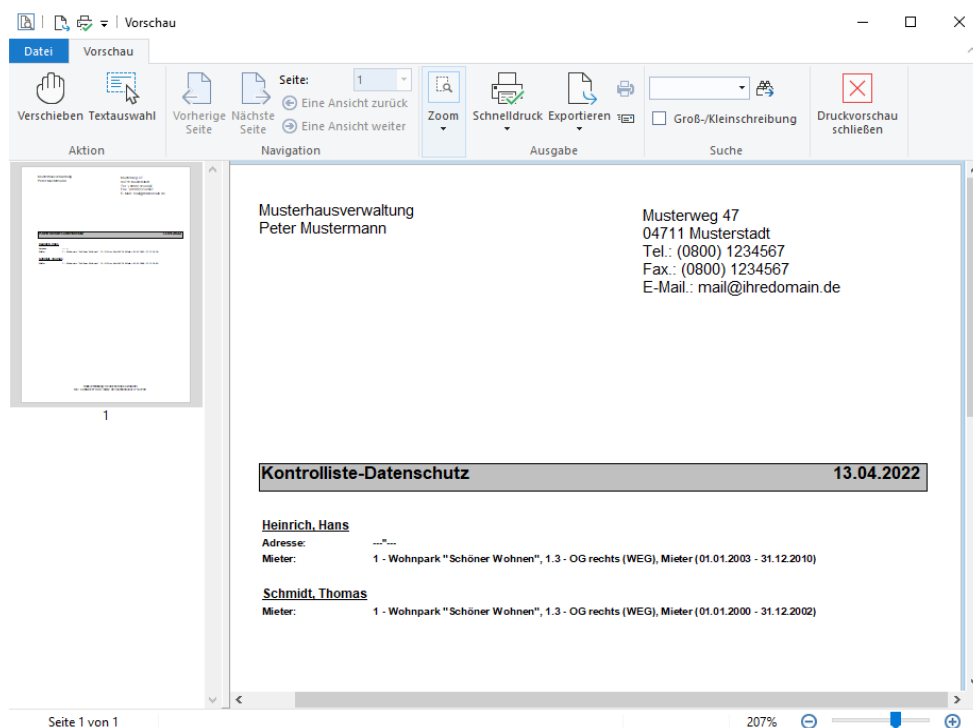 Vorschau
Datei Vorschau
Verschieben Textauswahl
Aktion
Vorherige Seite Nächste Seite
Seite: 1
Eine Ansicht zurück
Eine Ansicht weiter
Navigation
Zoom
Schnelldruck Exportieren
Ausgabe
Groß-/Kleinschreibung
Suche
Druckvorschau schließen
1
Musterhausverwaltung
Peter Mustermann
Musterweg 47
04711 Musterstadt
Tel.: (0800) 1234567
Fax.: (0800) 1234567
E-Mail.: mail@ihredomain.de
Kontrolliste-Datenschutz 13.04.2022
Heinrich, Hans
Adresse: ---"---
Mieter: 1 - Wohnpark "Schöner Wohnen", 1.3 - OG rechts (WEG), Mieter (01.01.2003 - 31.12.2010)
Schmidt, Thomas
Mieter: 1 - Wohnpark "Schöner Wohnen", 1.3 - OG rechts (WEG), Mieter (01.01.2000 - 31.12.2002)
Seite 1 von 1 207%